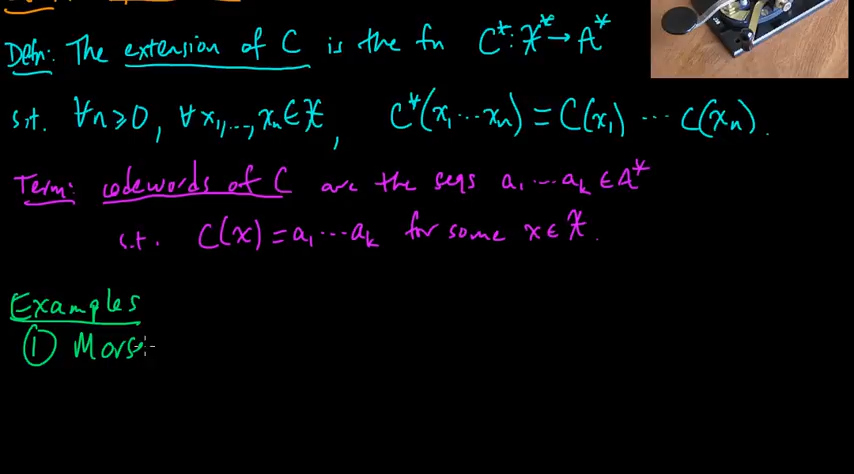 Defn: The extension of C is the fn C*: 𝒳* → A*
s.t. ∀n≥0, ∀x₁,...,xₙ∈𝒳, C*(x₁⋯xₙ) = C(x₁) ⋯ C(xₙ).
Term: codewords of C are the seqs a₁⋯aₖ∈A*
s.t. C(x) = a₁⋯aₖ for some x∈𝒳.
Examples
① Morse